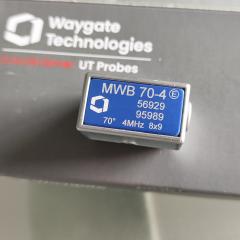 Waygate
Technologies
UT Probes
MWB 70-4 E
56929
95989
70° 4MHz 8x9